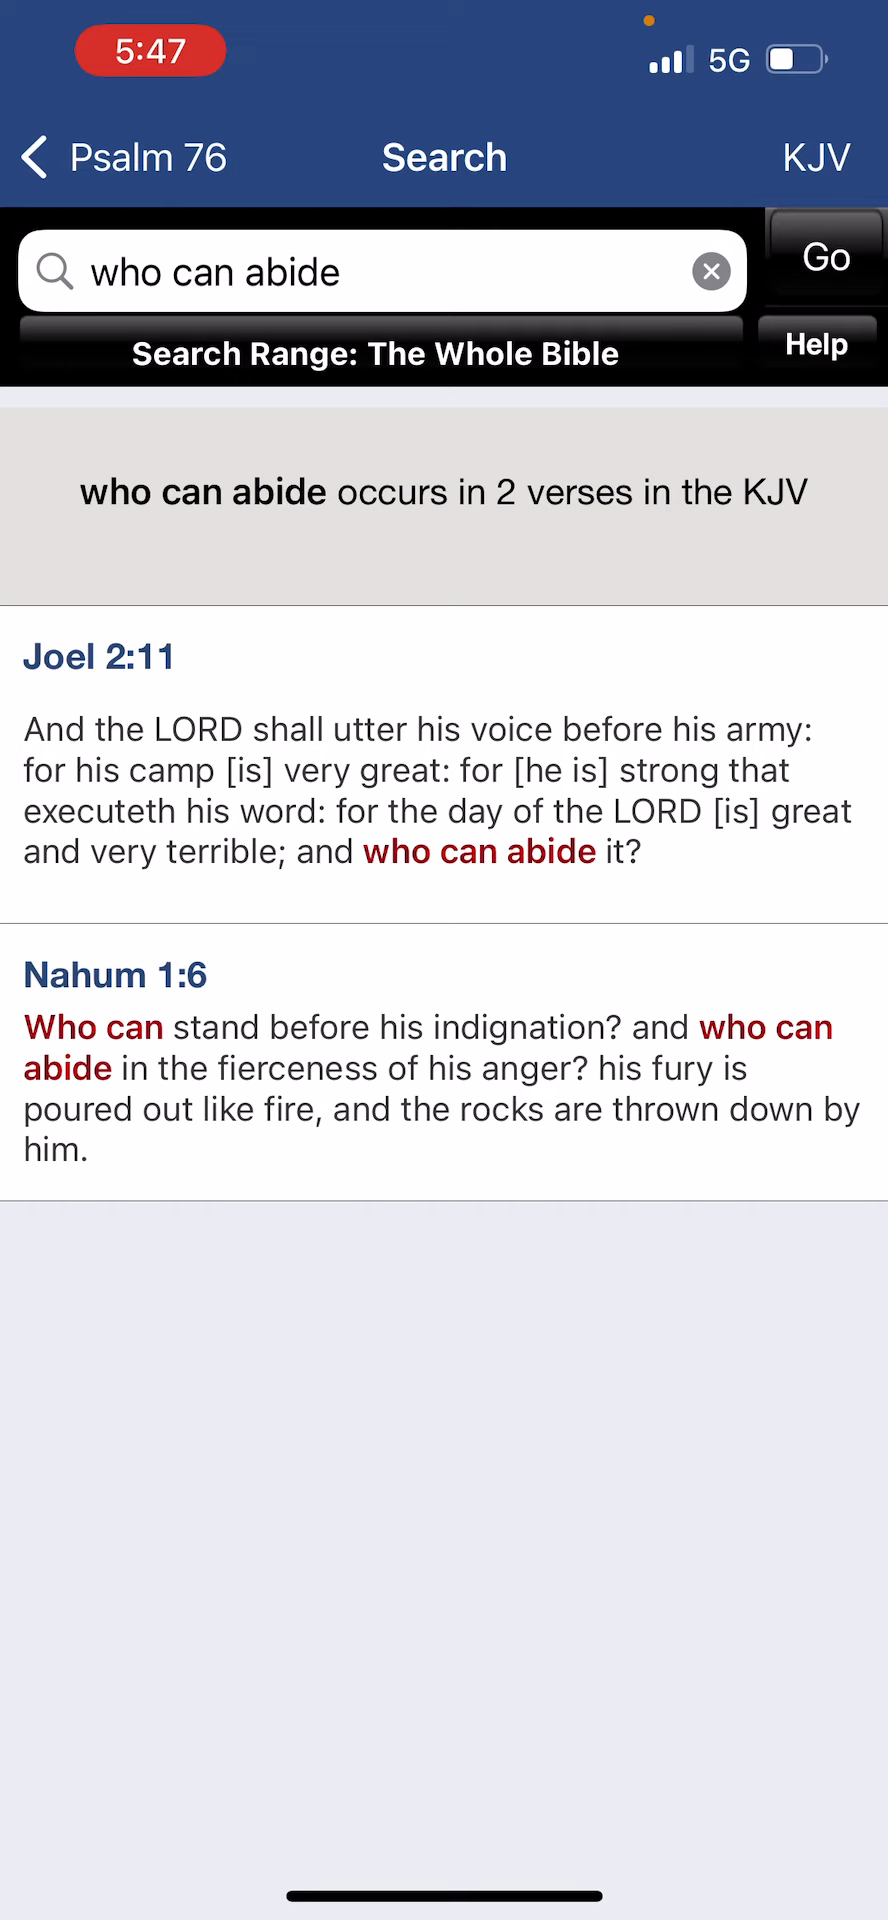 5:47
5G
Psalm 76
Search
KJV
who can abide
Go
Search Range: The Whole Bible
Help
who can abide occurs in 2 verses in the KJV
Joel 2:11
And the LORD shall utter his voice before his army:
for his camp [is] very great: for [he is] strong that
executeth his word: for the day of the LORD [is] great
and very terrible; and who can abide it?
Nahum 1:6
Who can stand before his indignation? and who can
abide in the fierceness of his anger? his fury is
poured out like fire, and the rocks are thrown down by
him.